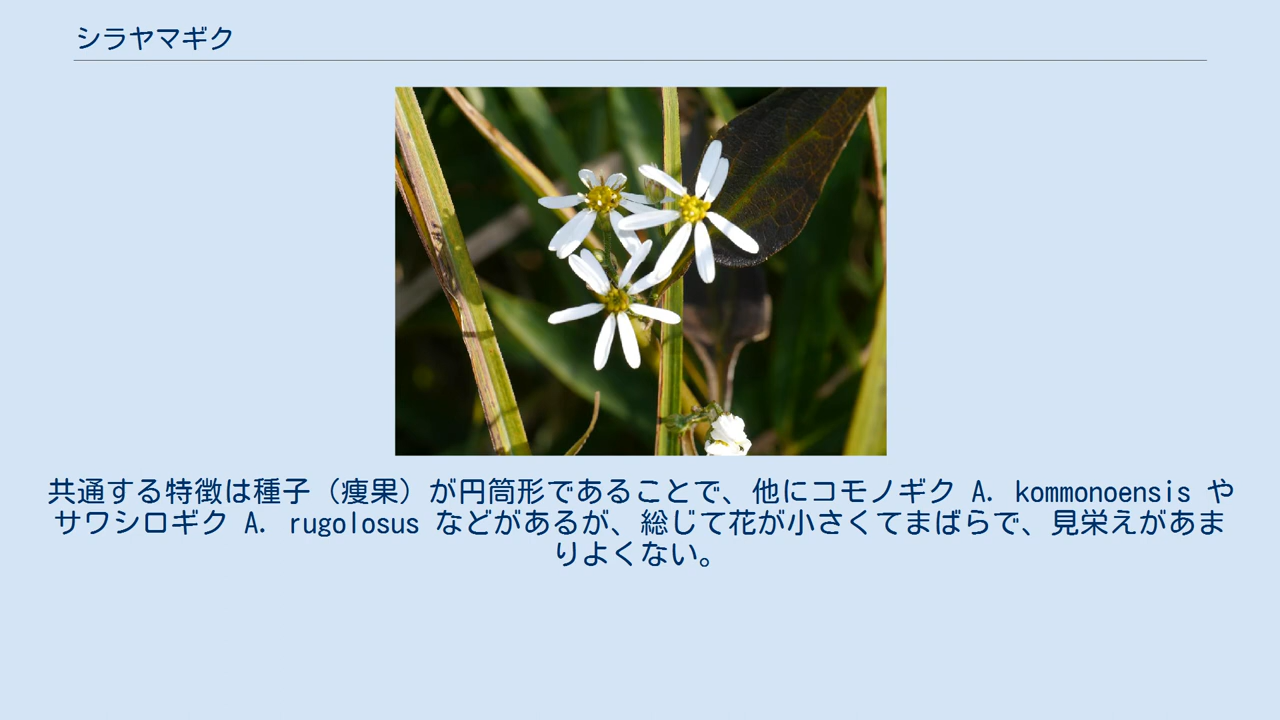 シラヤマギク
共通する特徴は種子（痩果）が円筒形であることで、他にコモノギク A. kommonoensis や
サワシロギク A. rugolosus などがあるが、総じて花が小さくてまばらで、見栄えがあま
りよくない。